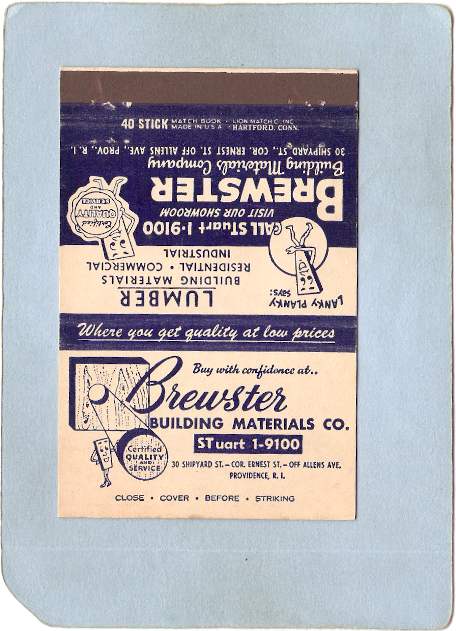 40 STICK MATCH BOOK · LION MATCH C. INC.
MADE IN U.S.A · HARTFORD, CONN.
30 SHIPYARD ST., COR. ERNEST ST. OFF ALLENS AVE., PROV., R. I.
Building Materials Company
BREWSTER
VISIT OUR SHOWROOM
CALL STuart 1-9100
Certified
QUALITY
AND
SERVICE
INDUSTRIAL
RESIDENTIAL · COMMERCIAL
BUILDING MATERIALS
LUMBER
LANKY PLANKY
says:
Where you get quality at low prices
Buy with confidence at..
Brewster
BUILDING MATERIALS CO.
STuart 1-9100
Certified
QUALITY
AND
SERVICE
30 SHIPYARD ST. — COR. ERNEST ST. — OFF ALLENS AVE.
PROVIDENCE, R. I.
CLOSE · COVER · BEFORE · STRIKING